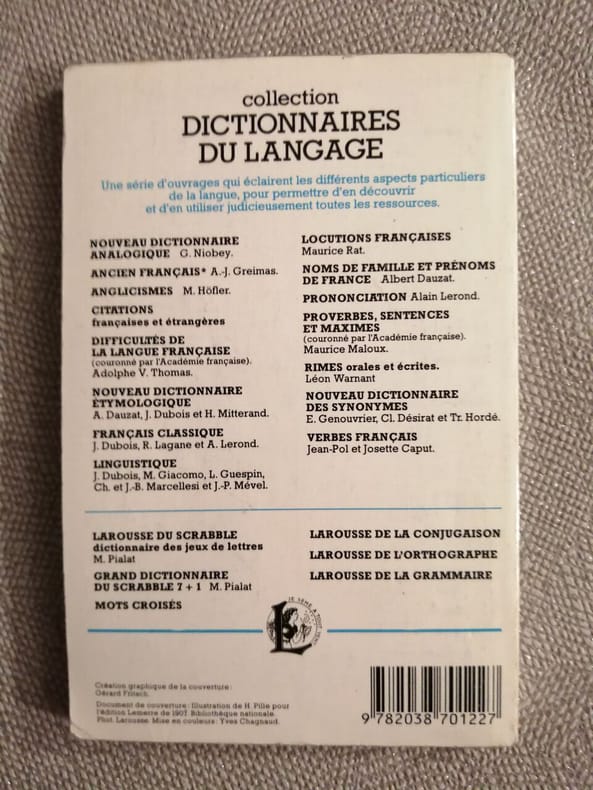 collection
DICTIONNAIRES
DU LANGAGE
Une série d'ouvrages qui éclairent les différents aspects particuliers
de la langue, pour permettre d'en découvrir
et d'en utiliser judicieusement toutes les ressources.
NOUVEAU DICTIONNAIRE
ANALOGIQUE G. Niobey.
ANCIEN FRANÇAIS* A.-J. Greimas.
ANGLICISMES M. Höfler.
CITATIONS
françaises et étrangères
DIFFICULTÉS DE
LA LANGUE FRANÇAISE
(couronné par l'Académie française).
Adolphe V. Thomas.
NOUVEAU DICTIONNAIRE
ÉTYMOLOGIQUE
A. Dauzat, J. Dubois et H. Mitterand.
FRANÇAIS CLASSIQUE
J. Dubois, R. Lagane et A. Lerond.
LINGUISTIQUE
J. Dubois, M. Giacomo, L. Guespin,
Ch. et J.-B. Marcellesi et J.-P. Mével.
LOCUTIONS FRANÇAISES
Maurice Rat.
NOMS DE FAMILLE ET PRÉNOMS
DE FRANCE Albert Dauzat.
PRONONCIATION Alain Lerond.
PROVERBES, SENTENCES
ET MAXIMES
(couronné par l'Académie française).
Maurice Maloux.
RIMES orales et écrites.
Léon Warnant
NOUVEAU DICTIONNAIRE
DES SYNONYMES
E. Genouvrier, Cl. Désirat et Tr. Hordé.
VERBES FRANÇAIS
Jean-Pol et Josette Caput.
LAROUSSE DU SCRABBLE
dictionnaire des jeux de lettres
M. Pialat
GRAND DICTIONNAIRE
DU SCRABBLE 7 + 1 M. Pialat
MOTS CROISÉS
LAROUSSE DE LA CONJUGAISON
LAROUSSE DE L'ORTHOGRAPHE
LAROUSSE DE LA GRAMMAIRE
JE SÈME A TOUT VENT
Création graphique de la couverture :
Gérard Fritsch.
Document de couverture : Illustration de H. Pille pour
l'édition Lemerre de 1907. Bibliothèque nationale.
Phot. Larousse. Mise en couleurs : Yves Chagnaud.
9 782038 701227